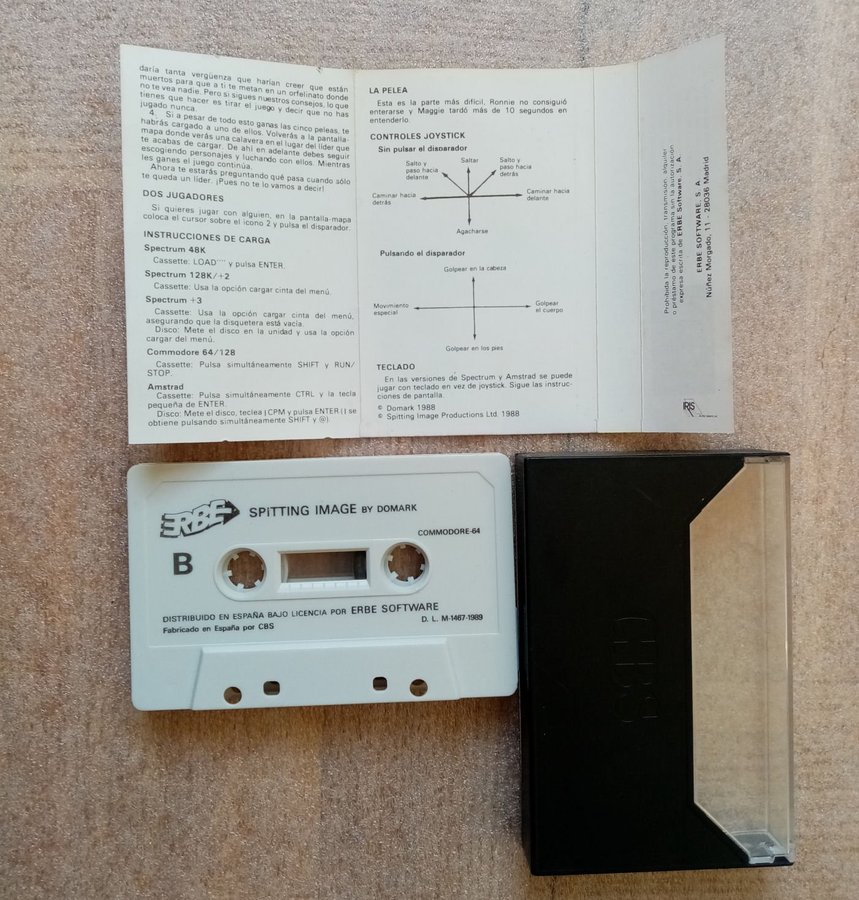 daría tanta vergüenza que harían creer que están
muertos para que a ti te metan en un orfelinato donde
no te vea nadie. Pero si sigues nuestros consejos, lo que
tienes que hacer es tirar el juego y decir que no has
jugado nunca.
4. Si a pesar de todo esto ganas las cinco peleas, te
habrás cargado a uno de ellos. Volverás a la pantalla-
mapa donde verás una calavera en el lugar del líder que
te acabas de cargar. De ahí en adelante debes seguir
escogiendo personajes y luchando con ellos. Mientras
les ganes el juego continúa.
Ahora te estarás preguntando qué pasa cuando sólo
te queda un líder. ¡Pues no te lo vamos a decir!
DOS JUGADORES
Si quieres jugar con alguien, en la pantalla-mapa
coloca el cursor sobre el icono 2 y pulsa el disparador.
INSTRUCCIONES DE CARGA
Spectrum 48K
Cassette: LOAD"" y pulsa ENTER.
Spectrum 128K/+2
Cassette: Usa la opción cargar cinta del menú.
Spectrum +3
Cassette: Usa la opción cargar cinta del menú,
asegurando que la disquetera está vacía.
Disco: Mete el disco en la unidad y usa la opción
cargar del menú.
Commodore 64/128
Cassette: Pulsa simultáneamente SHIFT y RUN/
STOP.
Amstrad
Cassette: Pulsa simultáneamente CTRL y la tecla
pequeña de ENTER.
Disco: Mete el disco, teclea | CPM y pulsa ENTER (| se
obtiene pulsando simultáneamente SHIFT y @).
LA PELEA
Esta es la parte más difícil, Ronnie no consiguió
enterarse y Maggie tardó más de 10 segundos en
entenderlo.
CONTROLES JOYSTICK
Sin pulsar el disparador
Salto y
paso hacia
delante
Saltar
Salto y
paso hacia
detrás
Caminar hacia
detrás
Caminar hacia
delante
Agacharse
Pulsando el disparador
Golpear en la cabeza
Movimiento
especial
Golpear
el cuerpo
Golpear en los pies
TECLADO
En las versiones de Spectrum y Amstrad se puede
jugar con teclado en vez de joystick. Sigue las instruc-
ciones de pantalla.
© Domark 1988
© Spitting Image Productions Ltd. 1988
Prohibida la reproducción, transmisión, alquiler
o préstamo de este programa sin la autorización
expresa escrita de ERBE Software, S. A.
ERBE SOFTWARE, S. A.
Núñez Morgado, 11 - 28036 Madrid
IRIS
ERBE
SPITTING IMAGE BY DOMARK
COMMODORE-64
B
DISTRIBUIDO EN ESPAÑA BAJO LICENCIA POR ERBE SOFTWARE
Fabricado en España por CBS
D. L. M-1467-1989
CBS